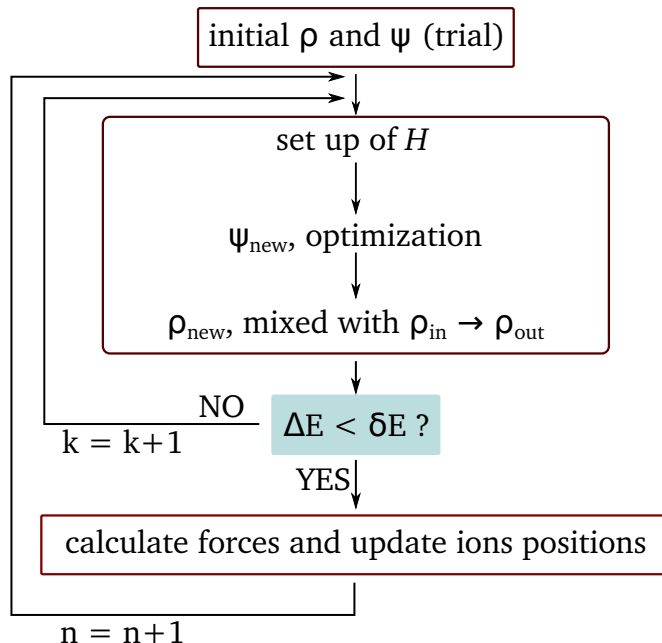 initial ρ and ψ (trial)
set up of H
ψnew, optimization
ρnew, mixed with ρin → ρout
NO
ΔE < δE ?
k = k+1
YES
calculate forces and update ions positions
n = n+1